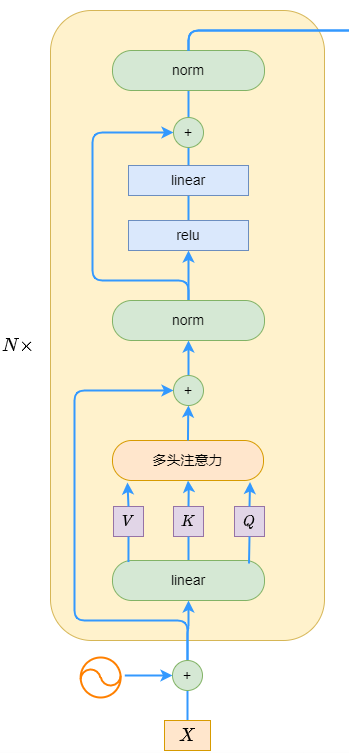 norm
+
linear
relu
norm
N×
+
多头注意力
V K Q
linear
+
X